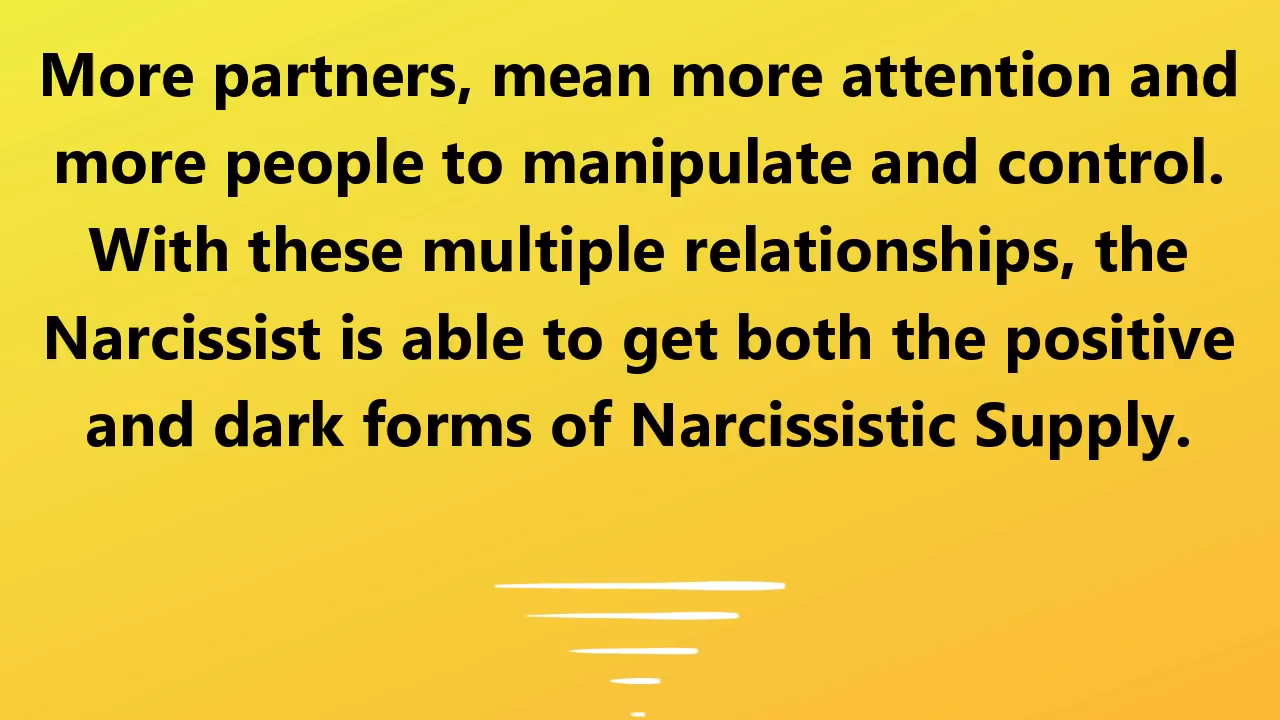 More partners, mean more attention and
more people to manipulate and control.
With these multiple relationships, the
Narcissist is able to get both the positive
and dark forms of Narcissistic Supply.